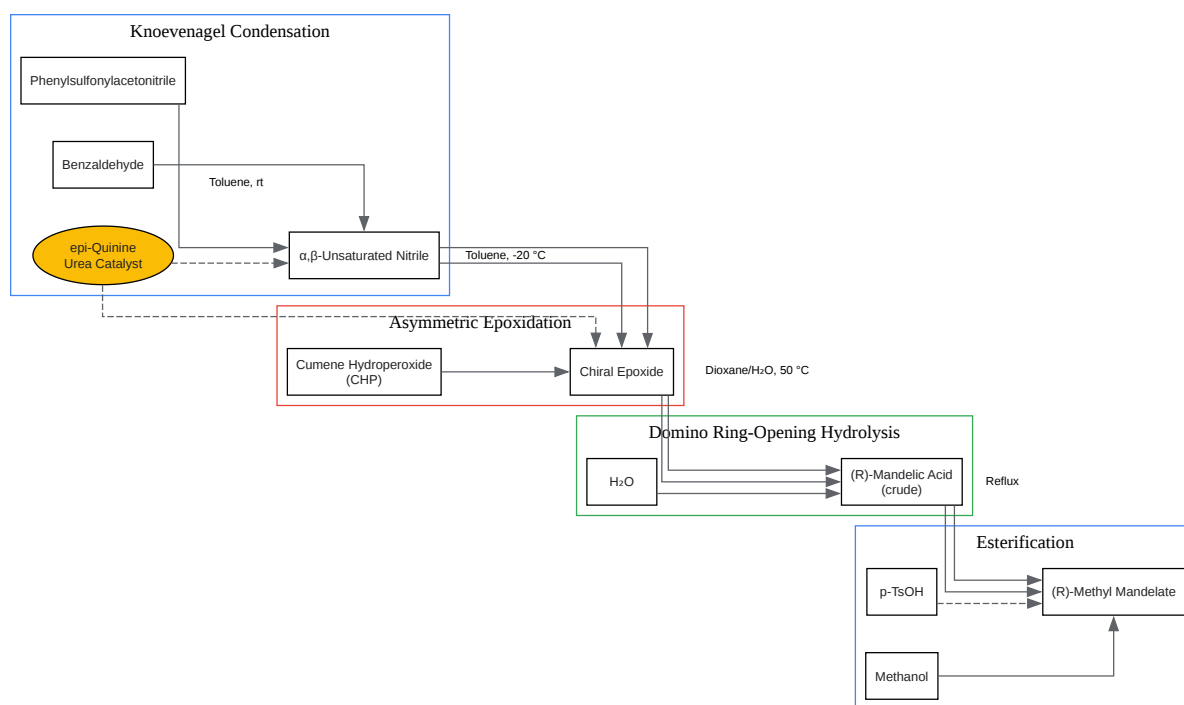 Knoevenagel Condensation
Phenylsulfonylacetonitrile
Benzaldehyde
Toluene, rt
epi-Quinine
Urea Catalyst
α,β-Unsaturated Nitrile
Toluene, -20 °C
Asymmetric Epoxidation
Cumene Hydroperoxide
(CHP)
Chiral Epoxide
Dioxane/H₂O, 50 °C
Domino Ring-Opening Hydrolysis
H₂O
(R)-Mandelic Acid
(crude)
Reflux
Esterification
p-TsOH
(R)-Methyl Mandelate
Methanol